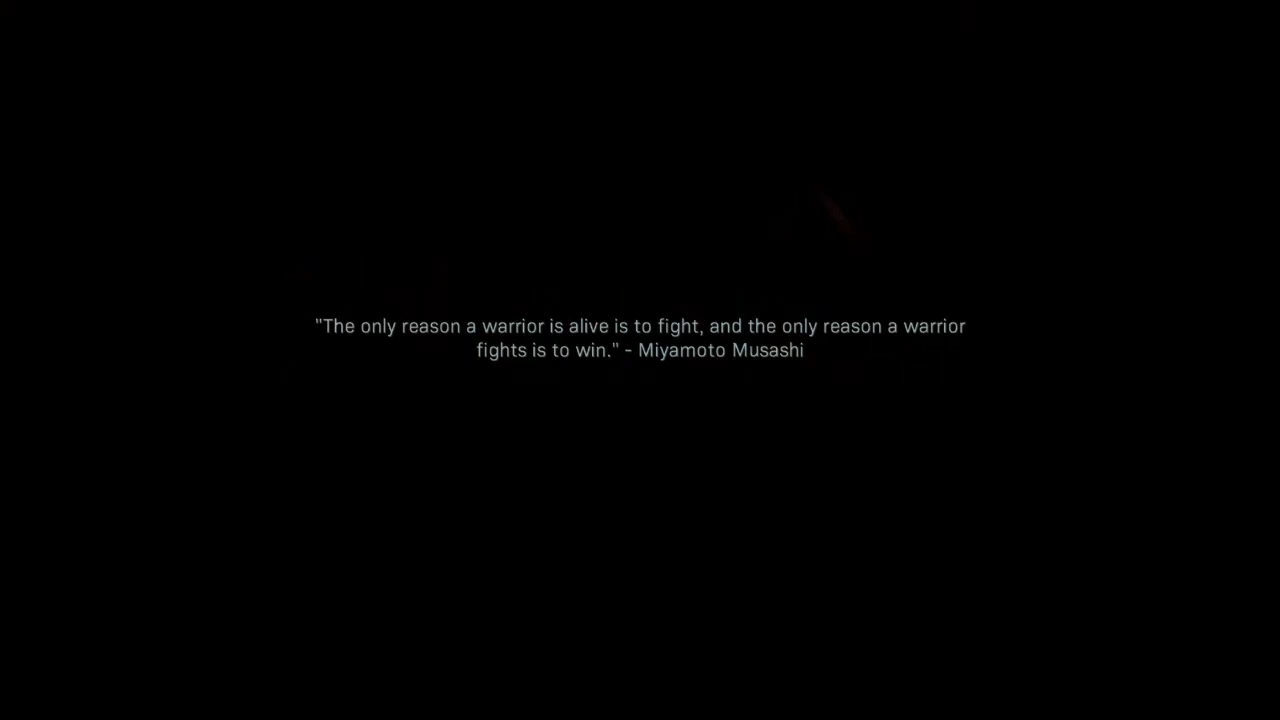 "The only reason a warrior is alive is to fight, and the only reason a warrior
fights is to win." - Miyamoto Musashi